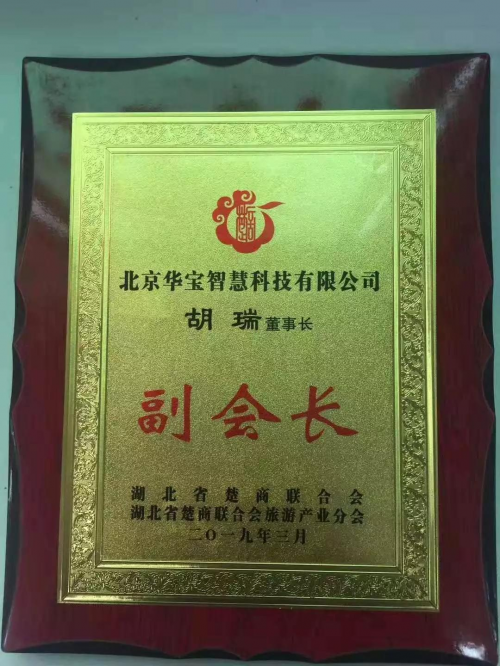 北京华宝智慧科技有限公司
胡 瑞 董事长
副会长
湖北省楚商联合会
湖北省楚商联合会旅游产业分会
二〇一九年三月